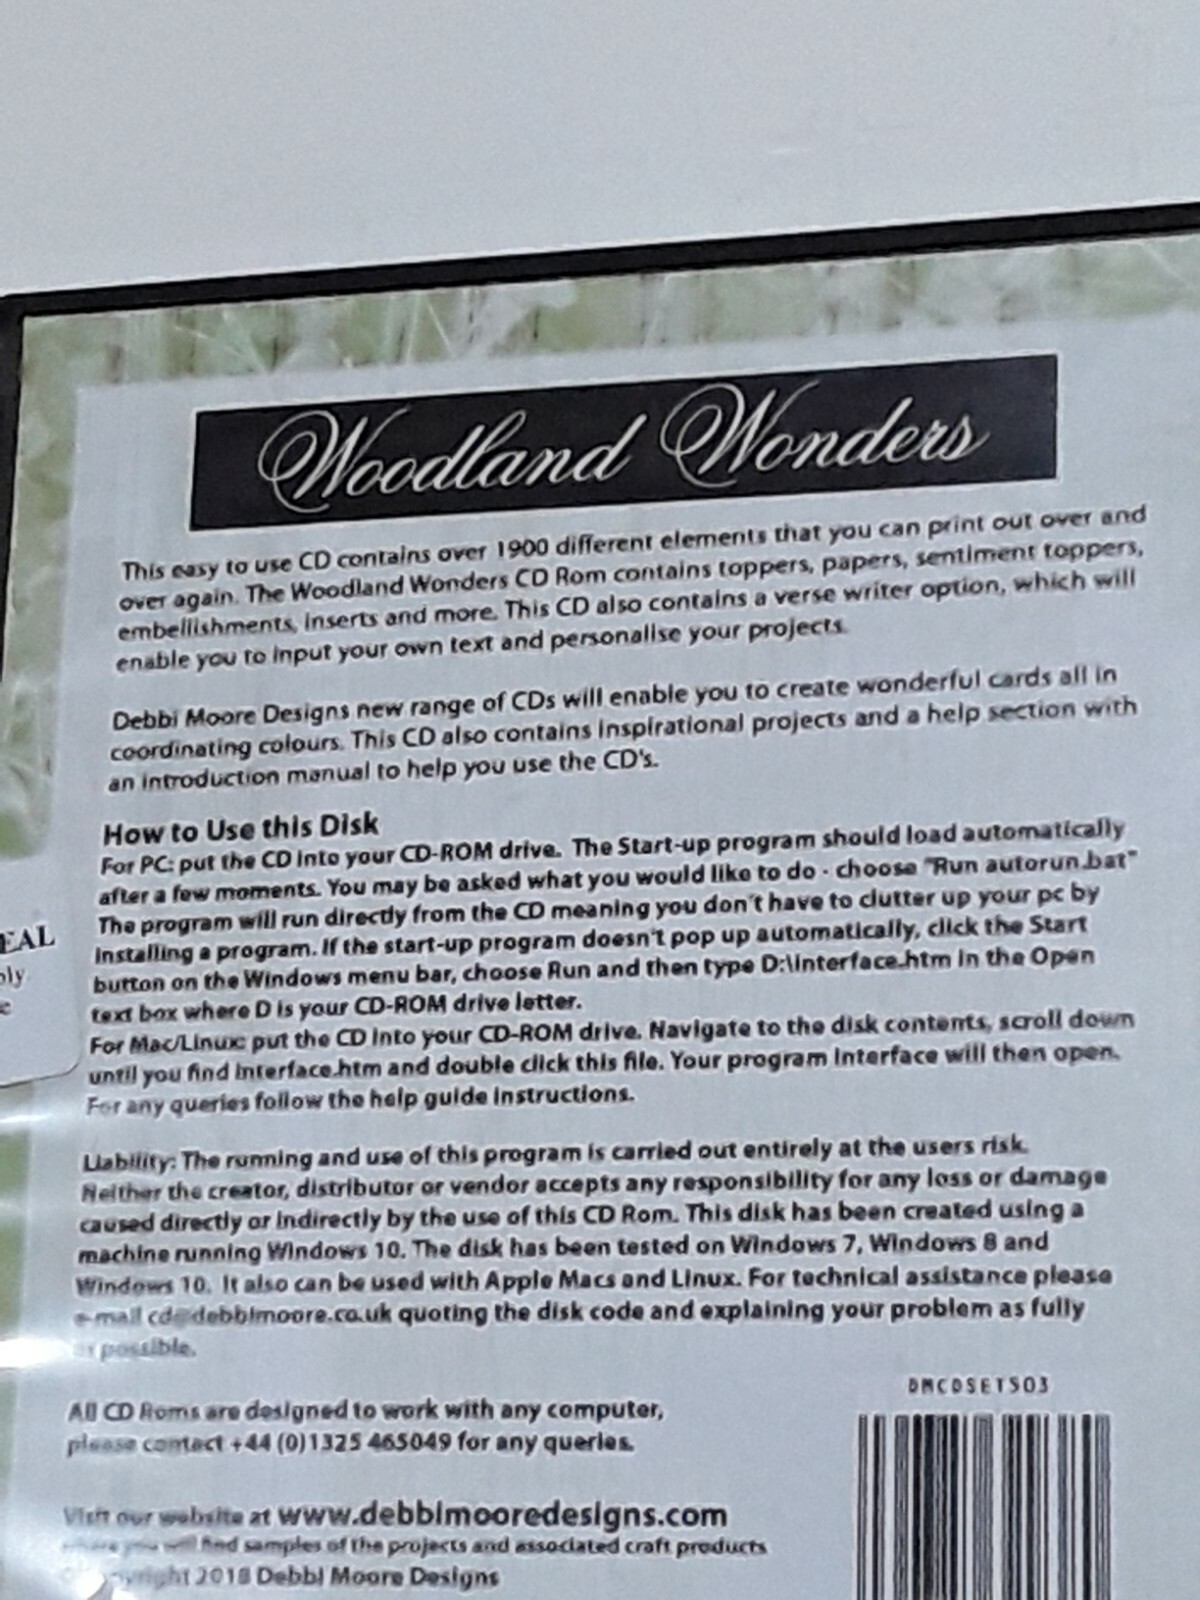 Woodland Wonders
This easy to use CD contains over 1900 different elements that you can print out over and
over again. The Woodland Wonders CD Rom contains toppers, papers, sentiment toppers,
embellishments, inserts and more. This CD also contains a verse writer option, which will
enable you to input your own text and personalise your projects.
Debbi Moore Designs new range of CDs will enable you to create wonderful cards all in
coordinating colours. This CD also contains inspirational projects and a help section with
an introduction manual to help you use the CD's.
How to Use this Disk
For PC: put the CD into your CD-ROM drive. The Start-up program should load automatically
after a few moments. You may be asked what you would like to do - choose "Run autorun.bat"
The program will run directly from the CD meaning you don't have to clutter up your pc by
installing a program. If the start-up program doesn't pop up automatically, click the Start
button on the Windows menu bar, choose Run and then type D:\interface.htm in the Open
text box where D is your CD-ROM drive letter.
For Mac/Linux: put the CD into your CD-ROM drive. Navigate to the disk contents, scroll down
until you find interface.htm and double click this file. Your program interface will then open.
For any queries follow the help guide instructions.
EAL
Liability: The running and use of this program is carried out entirely at the users risk.
Neither the creator, distributor or vendor accepts any responsibility for any loss or damage
caused directly or indirectly by the use of this CD Rom. This disk has been created using a
machine running Windows 10. The disk has been tested on Windows 7, Windows 8 and
Windows 10. It also can be used with Apple Macs and Linux. For technical assistance please
e-mail cd@debbimoore.co.uk quoting the disk code and explaining your problem as fully
as possible.
DMCDSET503
All CD Roms are designed to work with any computer,
please contact +44 (0)1325 465049 for any queries.
Visit our website at www.debbimooredesigns.com
where you will find samples of the projects and associated craft products
Copyright 2018 Debbi Moore Designs